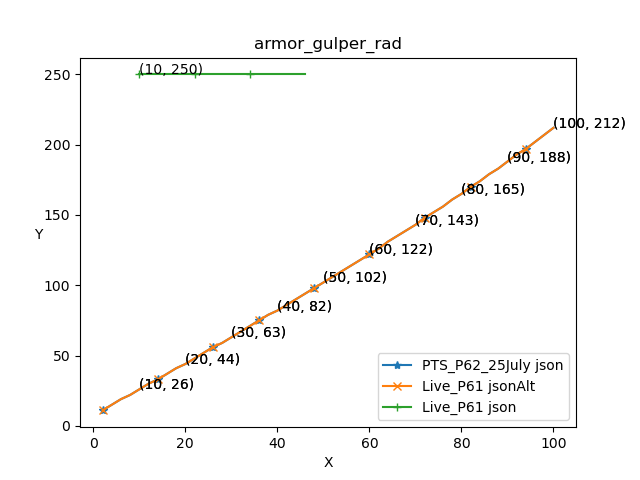 armor_gulper_rad
250
200
150
100
50
0
Y
(10, 250)
(100, 212)
(90, 188)
(80, 165)
(70, 143)
(60, 122)
(50, 102)
(40, 82)
(30, 63)
(20, 44)
(10, 26)
PTS_P62_25July json
Live_P61 jsonAlt
Live_P61 json
0 20 40 60 80 100
X